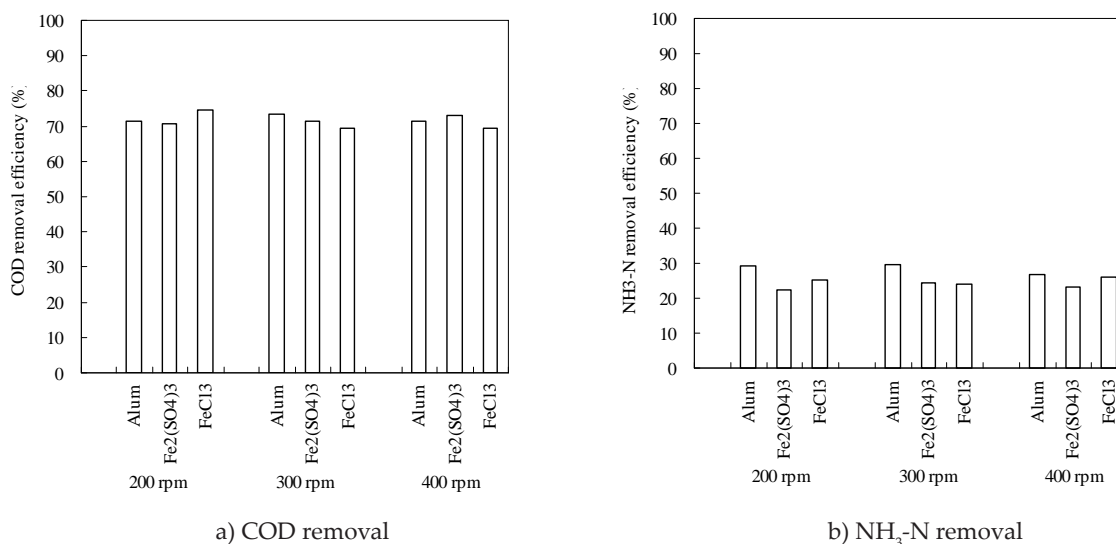 COD removal efficiency (%)
100
90
80
70
60
50
40
30
20
10
0
Alum
Fe2(SO4)3
FeCl3
Alum
Fe2(SO4)3
FeCl3
Alum
Fe2(SO4)3
FeCl3
200 rpm
300 rpm
400 rpm
a) COD removal
NH3-N removal efficiency (%)
100
90
80
70
60
50
40
30
20
10
0
Alum
Fe2(SO4)3
FeCl3
Alum
Fe2(SO4)3
FeCl3
Alum
Fe2(SO4)3
FeCl3
200 rpm
300 rpm
400 rpm
b) NH₃-N removal